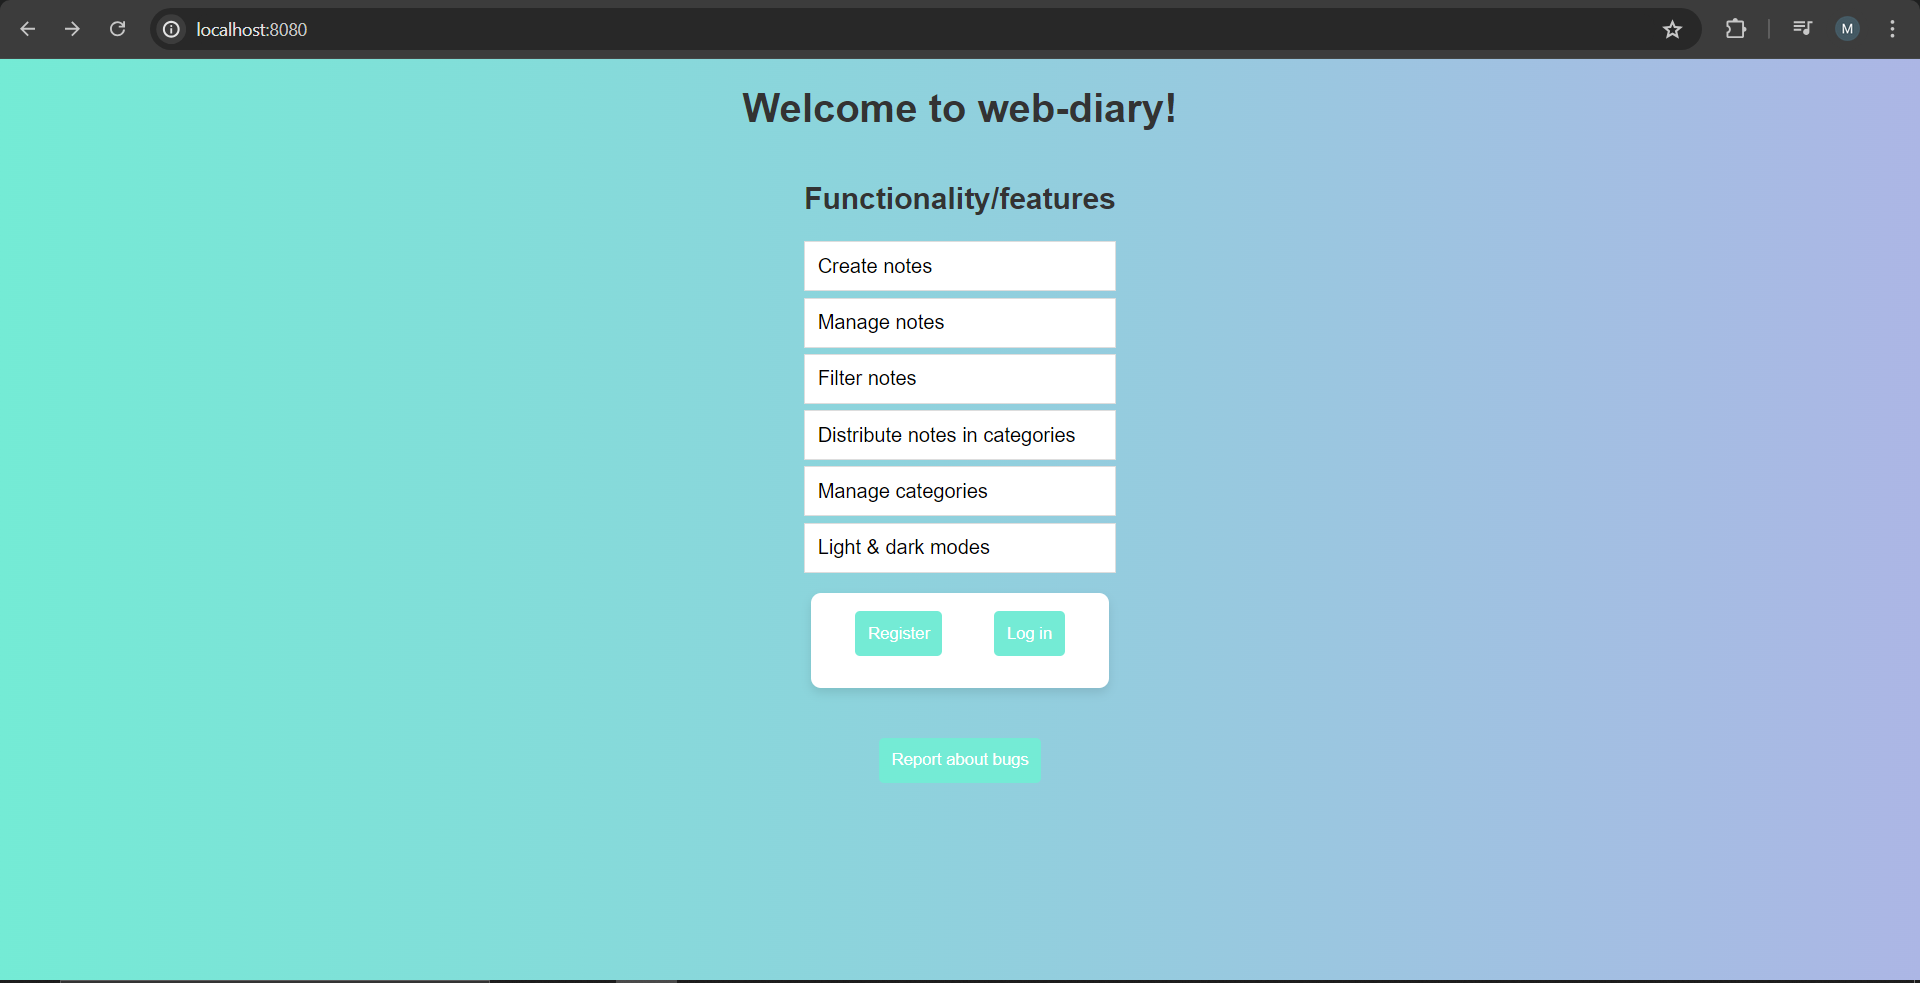 localhost:8080
M
Welcome to web-diary!
Functionality/features
Create notes
Manage notes
Filter notes
Distribute notes in categories
Manage categories
Light & dark modes
Register Log in
Report about bugs